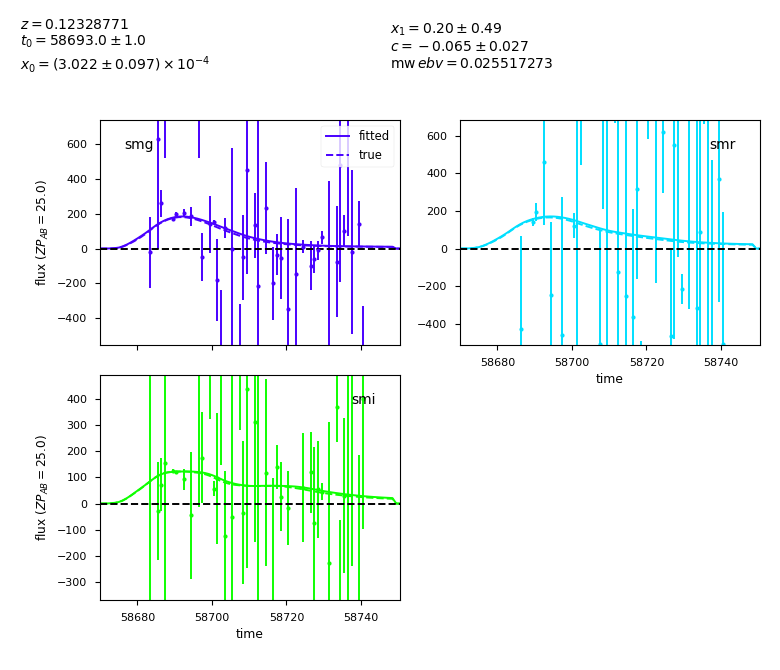 z = 0.12328771
t₀ = 58693.0 ± 1.0
x₀ = (3.022 ± 0.097) × 10⁻⁴
x₁ = 0.20 ± 0.49
c = −0.065 ± 0.027
mw ebv = 0.025517273
smg
fitted
true
600
400
200
0
−200
−400
flux (ZP_AB = 25.0)
smr
600
400
200
0
−200
−400
58680 58700 58720 58740
time
smi
400
300
200
100
0
−100
−200
−300
flux (ZP_AB = 25.0)
58680 58700 58720 58740
time